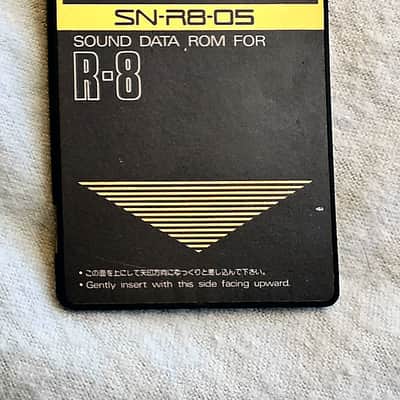 SN-R8-05
SOUND DATA ROM FOR
R-8
・この面を上にして矢印方向にゆっくりと差し込んで下さい。
・Gently insert with this side facing upward.